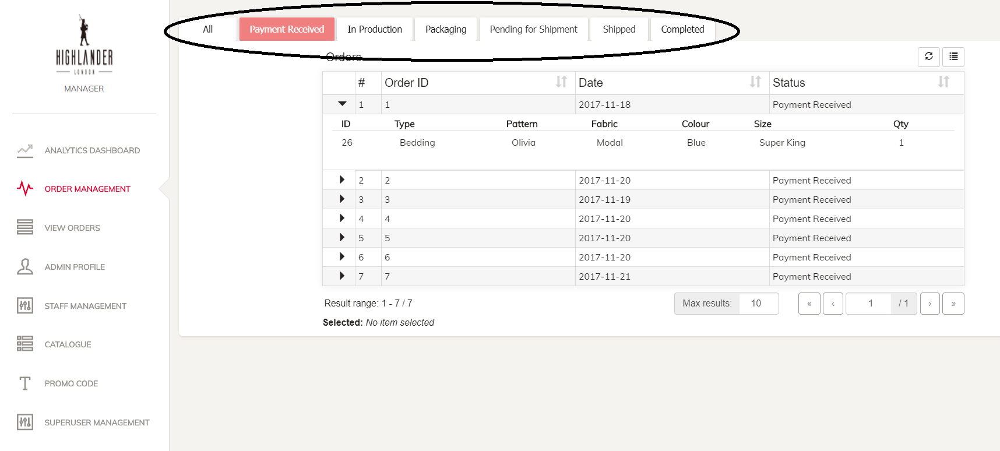 HIGHLANDER
LONDON
MANAGER
ANALYTICS DASHBOARD
ORDER MANAGEMENT
VIEW ORDERS
ADMIN PROFILE
STAFF MANAGEMENT
CATALOGUE
PROMO CODE
SUPERUSER MANAGEMENT
All Payment Received In Production Packaging Pending for Shipment Shipped Completed
Orders
# Order ID Date Status
1 1 2017-11-18 Payment Received
ID Type Pattern Fabric Colour Size Qty
26 Bedding Olivia Modal Blue Super King 1
2 2 2017-11-20 Payment Received
3 3 2017-11-19 Payment Received
4 4 2017-11-20 Payment Received
5 5 2017-11-20 Payment Received
6 6 2017-11-20 Payment Received
7 7 2017-11-21 Payment Received
Result range: 1 - 7 / 7 Max results: 10 « ‹ 1 / 1 › »
Selected: No item selected